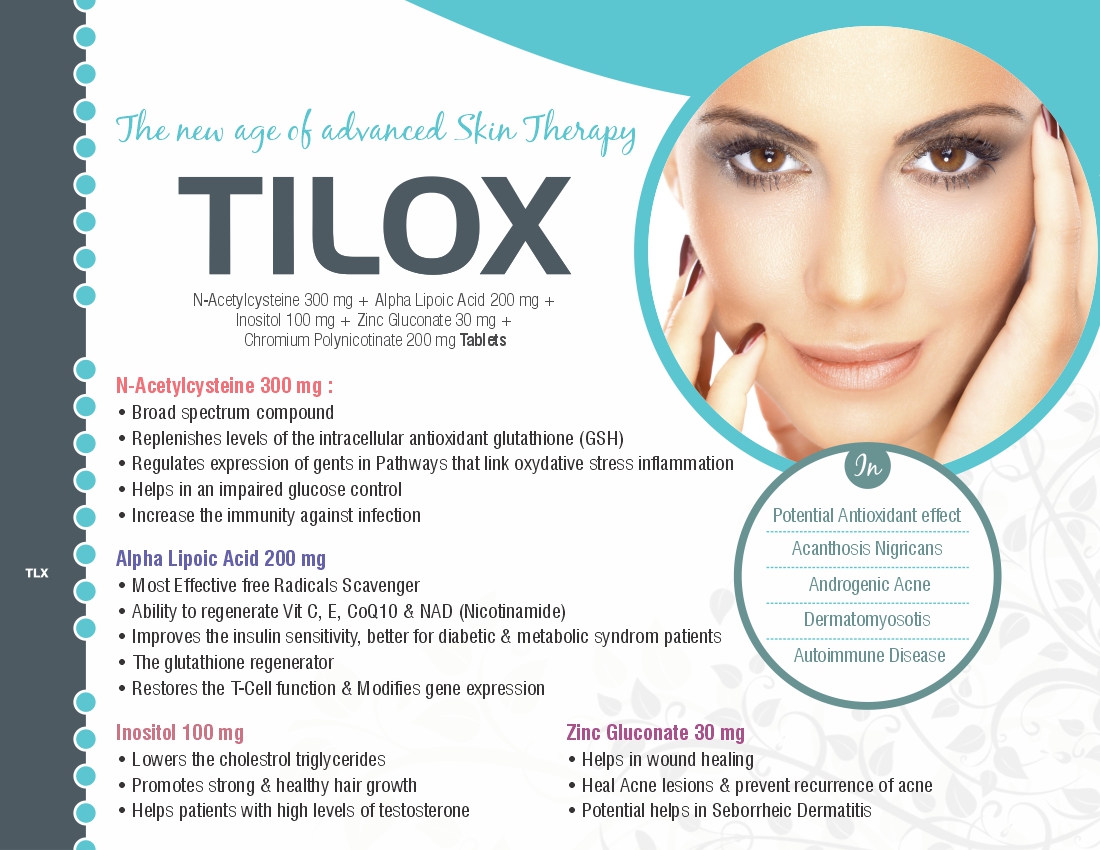 The new age of advanced Skin Therapy
TILOX
N-Acetylcysteine 300 mg + Alpha Lipoic Acid 200 mg +
Inositol 100 mg + Zinc Gluconate 30 mg +
Chromium Polynicotinate 200 mg Tablets
N-Acetylcysteine 300 mg :
• Broad spectrum compound
• Replenishes levels of the intracellular antioxidant glutathione (GSH)
• Regulates expression of gents in Pathways that link oxydative stress inflammation
• Helps in an impaired glucose control
• Increase the immunity against infection
In
Potential Antioxidant effect
Acanthosis Nigricans
Androgenic Acne
Dermatomyosotis
Autoimmune Disease
TLX
Alpha Lipoic Acid 200 mg
• Most Effective free Radicals Scavenger
• Ability to regenerate Vit C, E, CoQ10 & NAD (Nicotinamide)
• Improves the insulin sensitivity, better for diabetic & metabolic syndrom patients
• The glutathione regenerator
• Restores the T-Cell function & Modifies gene expression
Inositol 100 mg
• Lowers the cholestrol triglycerides
• Promotes strong & healthy hair growth
• Helps patients with high levels of testosterone
Zinc Gluconate 30 mg
• Helps in wound healing
• Heal Acne lesions & prevent recurrence of acne
• Potential helps in Seborrheic Dermatitis